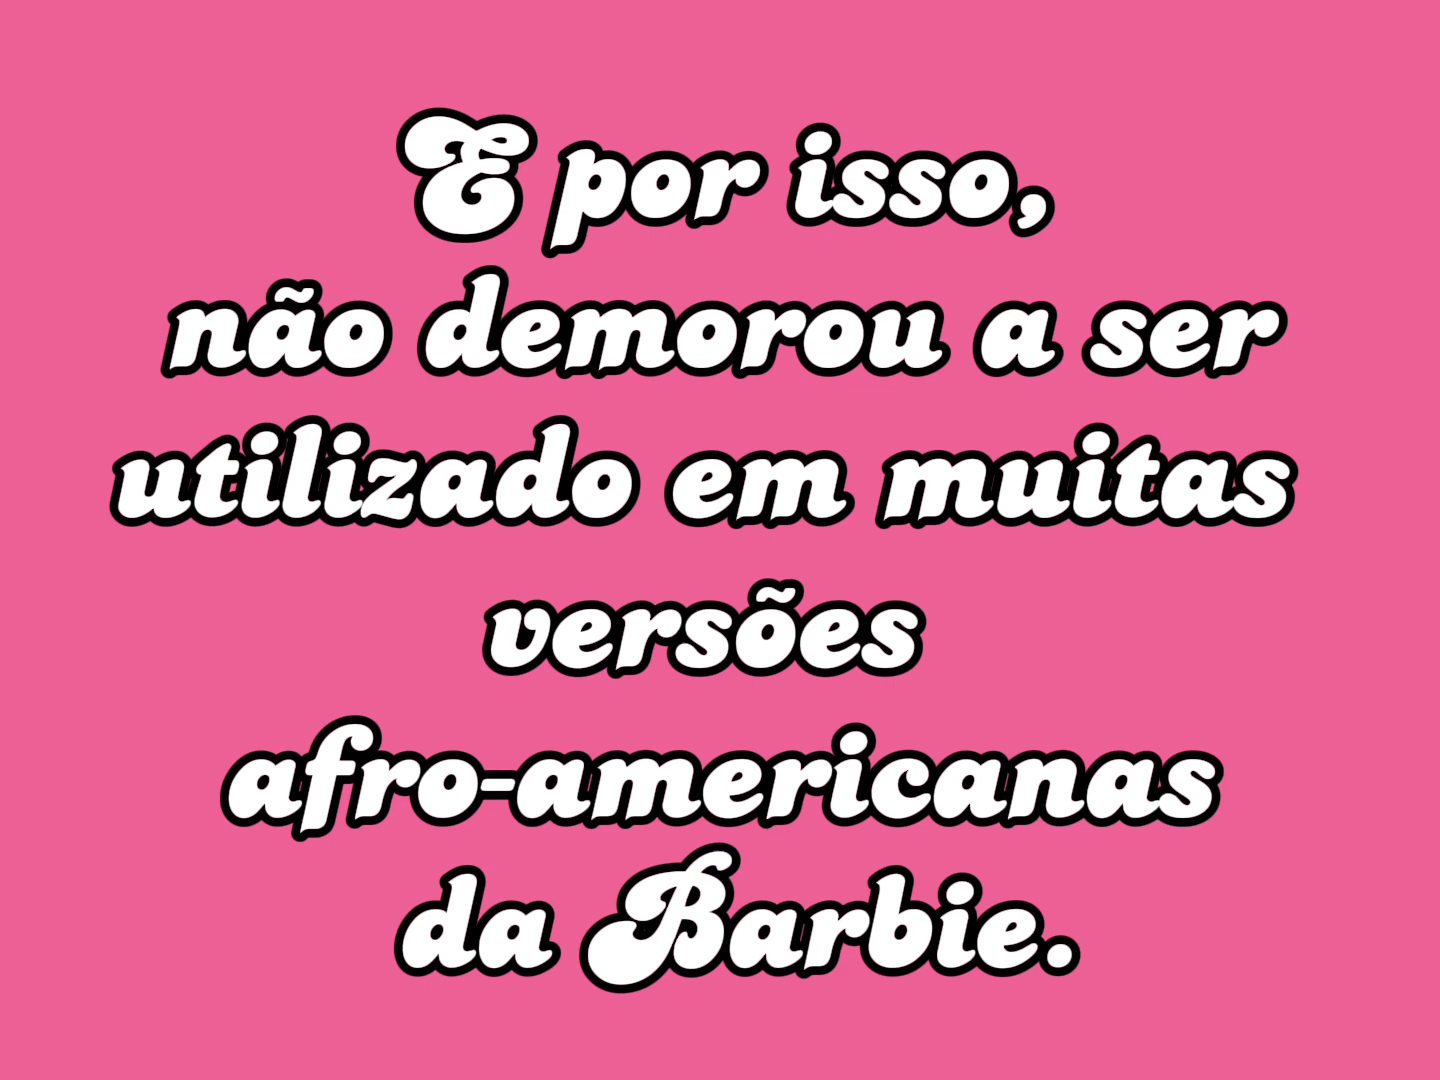 E por isso,
não demorou a ser
utilizado em muitas
versões
afro-americanas
da Barbie.